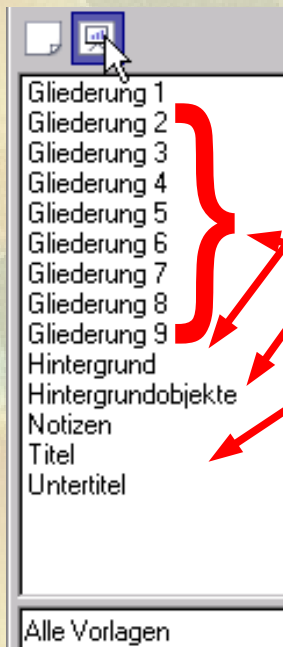 Gliederung 1
Gliederung 2
Gliederung 3
Gliederung 4
Gliederung 5
Gliederung 6
Gliederung 7
Gliederung 8
Gliederung 9
Hintergrund
Hintergrundobjekte
Notizen
Titel
Untertitel
Alle Vorlagen